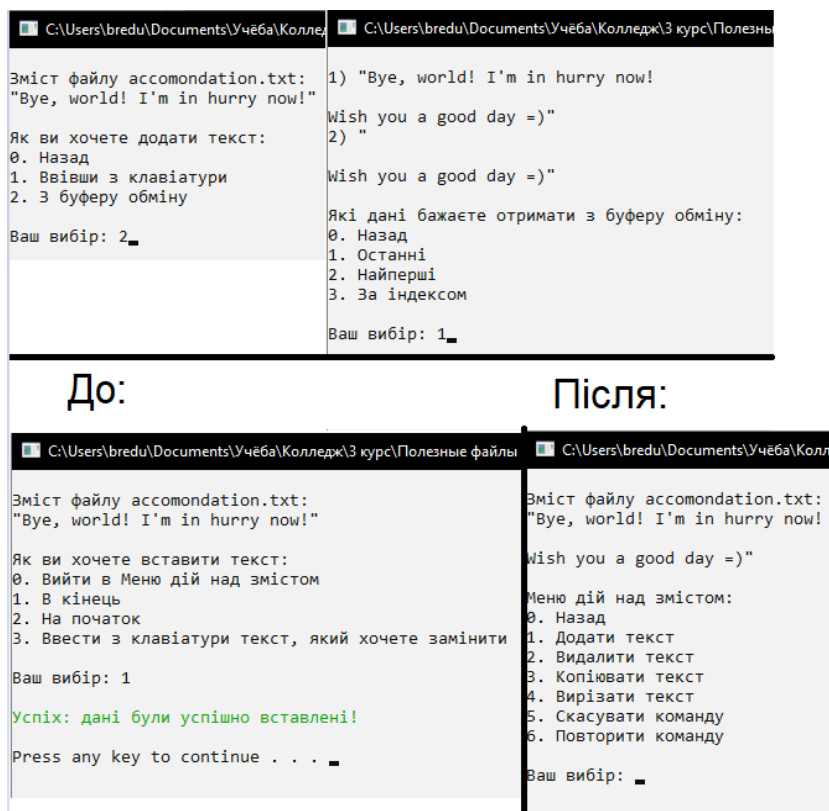 C:\Users\bredu\Documents\Учёба\Коллед
Зміст файлу accomondation.txt:
"Bye, world! I'm in hurry now!"
Як ви хочете додати текст:
0. Назад
1. Ввівши з клавіатури
2. З буферу обміну
Ваш вибір: 2
C:\Users\bredu\Documents\Учёба\Колледж\3 курс\Полезны
1) "Bye, world! I'm in hurry now!
Wish you a good day =)"
2) "
Wish you a good day =)"
Які дані бажаєте отримати з буферу обміну:
0. Назад
1. Останні
2. Найперші
3. За індексом
Ваш вибір: 1
До:
Після:
C:\Users\bredu\Documents\Учёба\Колледж\3 курс\Полезные файлы
Зміст файлу accomondation.txt:
"Bye, world! I'm in hurry now!"
Як ви хочете вставити текст:
0. Вийти в Меню дій над змістом
1. В кінець
2. На початок
3. Ввести з клавіатури текст, який хочете замінити
Ваш вибір: 1
Успіх: дані були успішно вставлені!
Press any key to continue . . .
C:\Users\bredu\Documents\Учёба\Колл
Зміст файлу accomondation.txt:
"Bye, world! I'm in hurry now!
Wish you a good day =)"
Меню дій над змістом:
0. Назад
1. Додати текст
2. Видалити текст
3. Копіювати текст
4. Вирізати текст
5. Скасувати команду
6. Повторити команду
Ваш вибір: